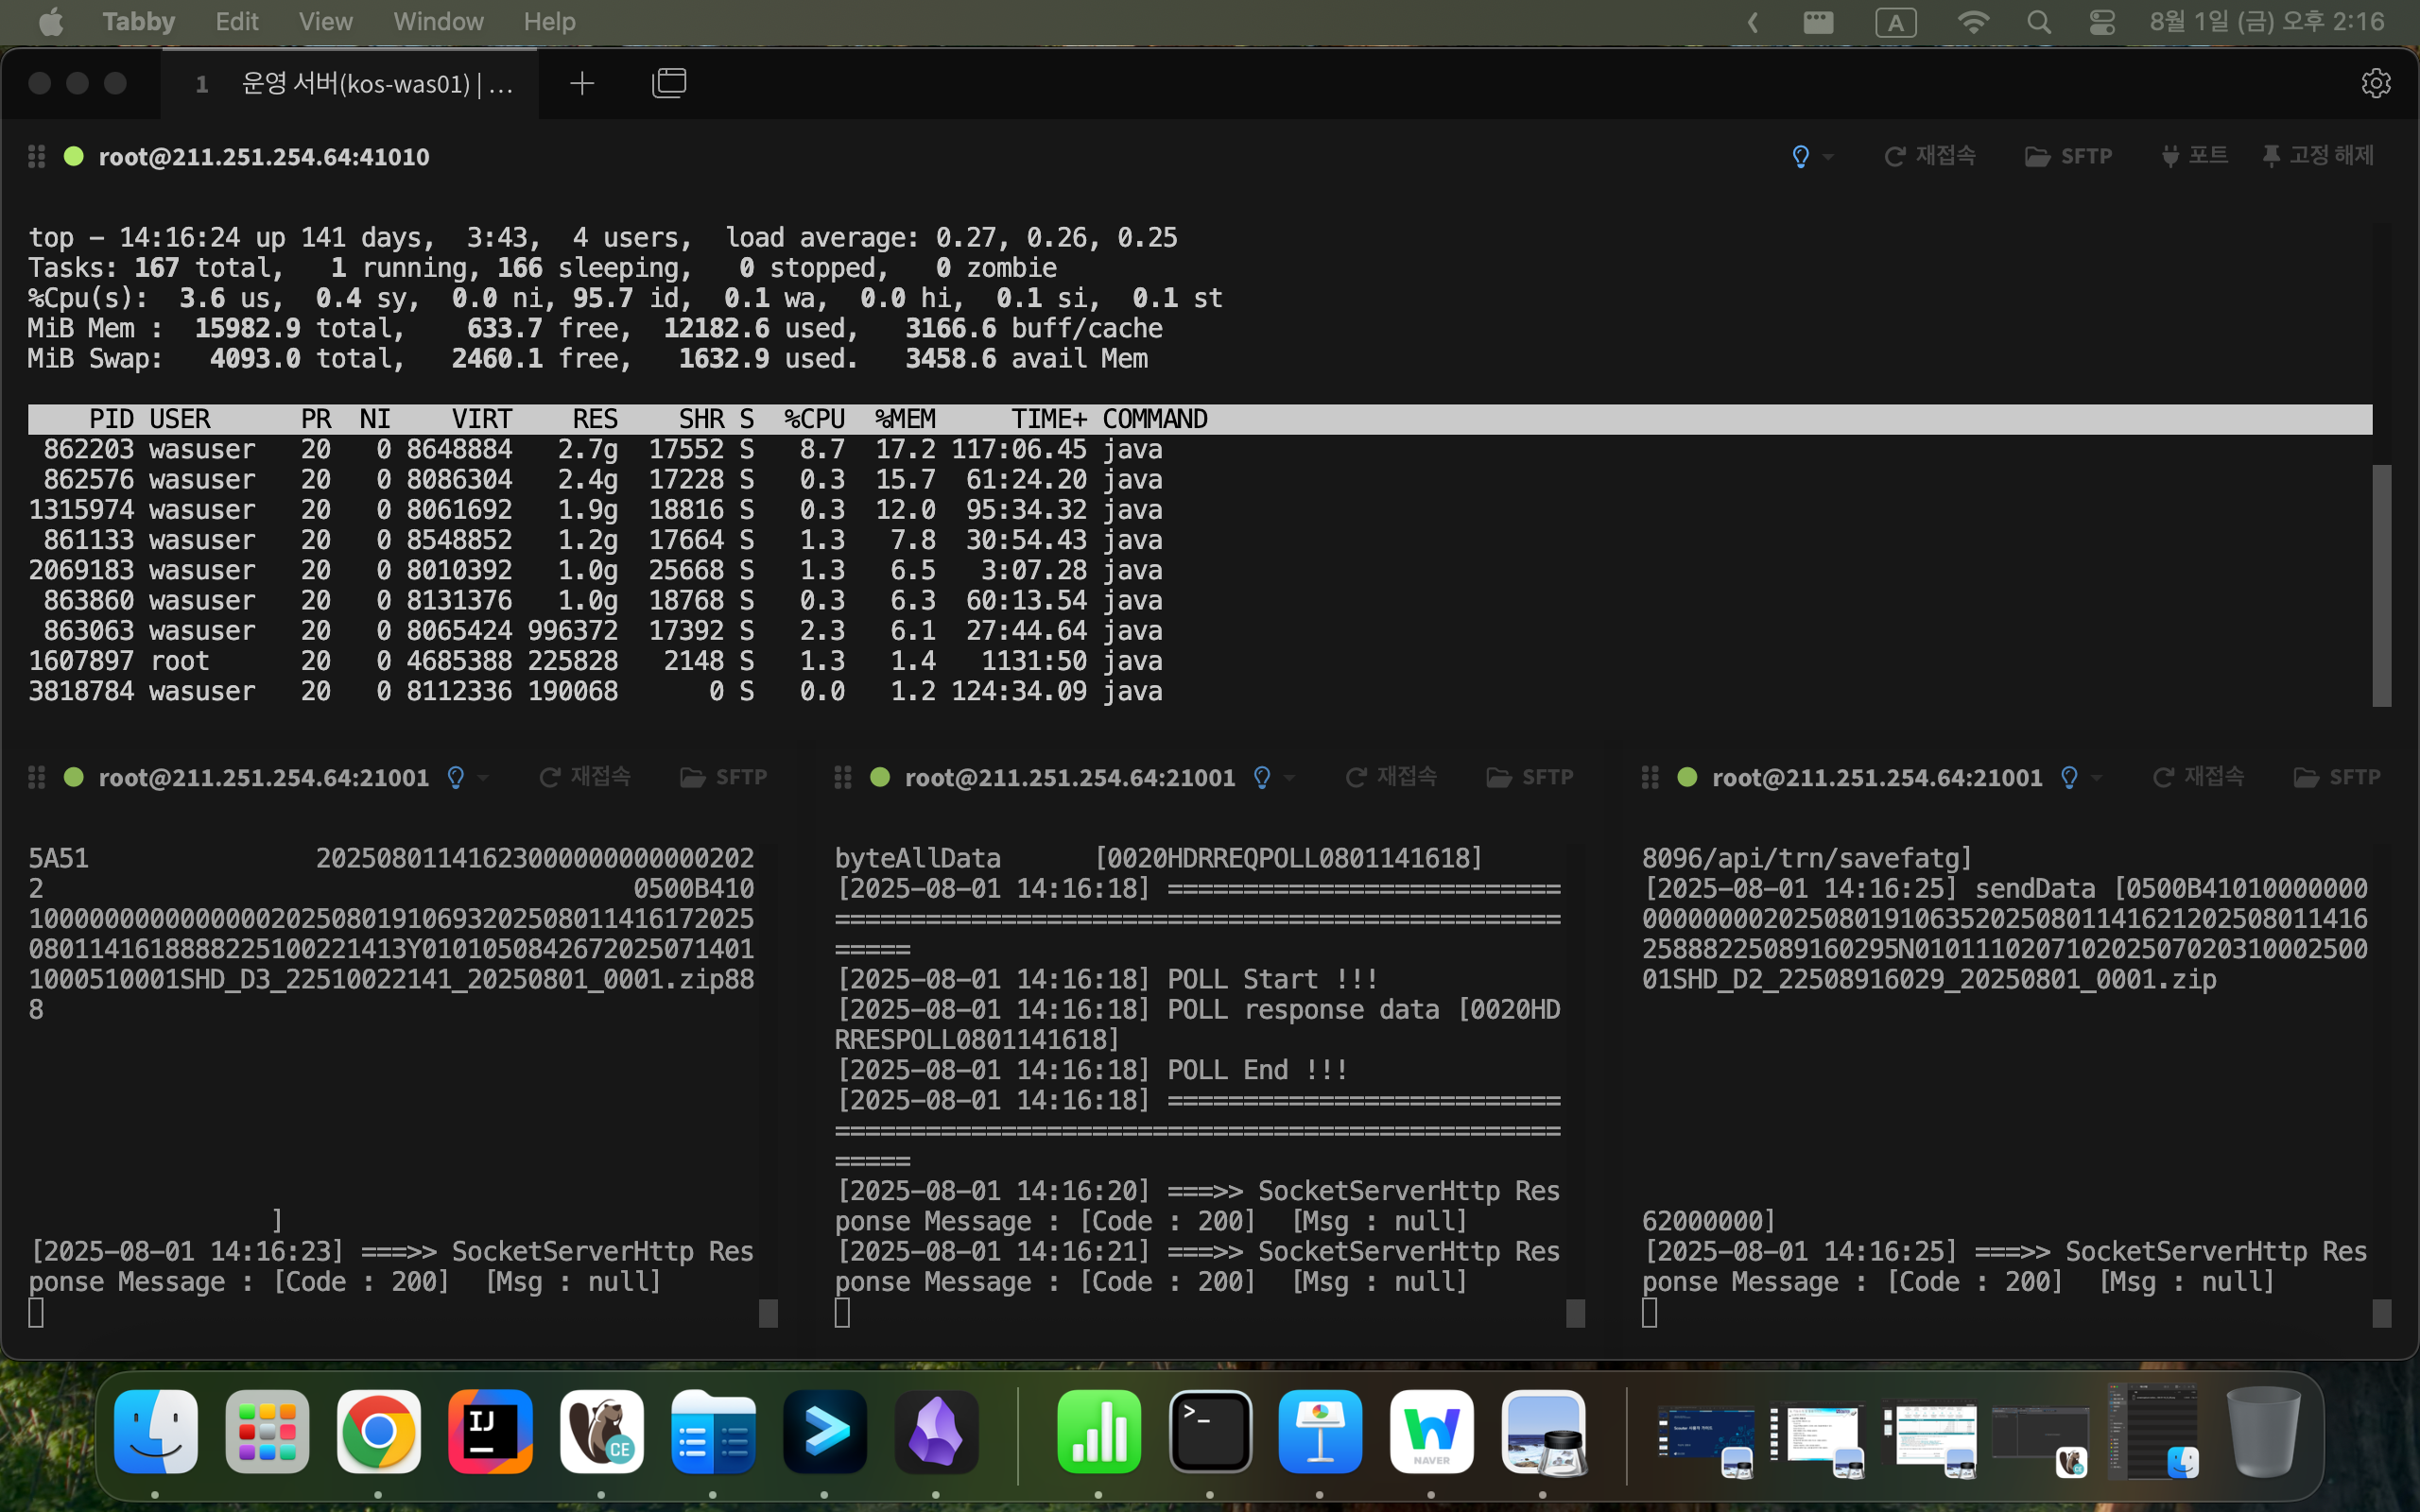 Tabby Edit View Window Help
A 8월 1일 (금) 오후 2:16
1 운영 서버(kos-was01) | ...
root@211.251.254.64:41010 재접속 SFTP 포트 고정 해제
top – 14:16:24 up 141 days, 3:43, 4 users, load average: 0.27, 0.26, 0.25
Tasks: 167 total, 1 running, 166 sleeping, 0 stopped, 0 zombie
%Cpu(s): 3.6 us, 0.4 sy, 0.0 ni, 95.7 id, 0.1 wa, 0.0 hi, 0.1 si, 0.1 st
MiB Mem : 15982.9 total, 633.7 free, 12182.6 used, 3166.6 buff/cache
MiB Swap: 4093.0 total, 2460.1 free, 1632.9 used. 3458.6 avail Mem
PID USER PR NI VIRT RES SHR S %CPU %MEM TIME+ COMMAND
862203 wasuser 20 0 8648884 2.7g 17552 S 8.7 17.2 117:06.45 java
862576 wasuser 20 0 8086304 2.4g 17228 S 0.3 15.7 61:24.20 java
1315974 wasuser 20 0 8061692 1.9g 18816 S 0.3 12.0 95:34.32 java
861133 wasuser 20 0 8548852 1.2g 17664 S 1.3 7.8 30:54.43 java
2069183 wasuser 20 0 8010392 1.0g 25668 S 1.3 6.5 3:07.28 java
863860 wasuser 20 0 8131376 1.0g 18768 S 0.3 6.3 60:13.54 java
863063 wasuser 20 0 8065424 996372 17392 S 2.3 6.1 27:44.64 java
1607897 root 20 0 4685388 225828 2148 S 1.3 1.4 1131:50 java
3818784 wasuser 20 0 8112336 190068 0 S 0.0 1.2 124:34.09 java
root@211.251.254.64:21001 재접속 SFTP
5A51 20250801141623000000000000202
2 0500B410
100000000000000020250801910693202508011416172025
080114161888822510022141​3Y0101050842672025071401
1000510001SHD_D3_22510022141_20250801_0001.zip88
8
]
[2025-08-01 14:16:23] ===>> SocketServerHttp Res
ponse Message : [Code : 200] [Msg : null]
root@211.251.254.64:21001 재접속 SFTP
byteAllData [0020HDRREQPOLL0801141618]
[2025-08-01 14:16:18] ==========================
================================================
=====
[2025-08-01 14:16:18] POLL Start !!!
[2025-08-01 14:16:18] POLL response data [0020HD
RRESPOLL0801141618]
[2025-08-01 14:16:18] POLL End !!!
[2025-08-01 14:16:18] ==========================
================================================
=====
[2025-08-01 14:16:20] ===>> SocketServerHttp Res
ponse Message : [Code : 200] [Msg : null]
[2025-08-01 14:16:21] ===>> SocketServerHttp Res
ponse Message : [Code : 200] [Msg : null]
root@211.251.254.64:21001 재접속 SFTP
8096/api/trn/savefatg]
[2025-08-01 14:16:25] sendData [0500B41010000000
000000002025080191063520250801141621202508011416
25888225089160295N010111020710202507020310002500
01SHD_D2_22508916029_20250801_0001.zip
62000000]
[2025-08-01 14:16:25] ===>> SocketServerHttp Res
ponse Message : [Code : 200] [Msg : null]
IJ
CE
NAVER